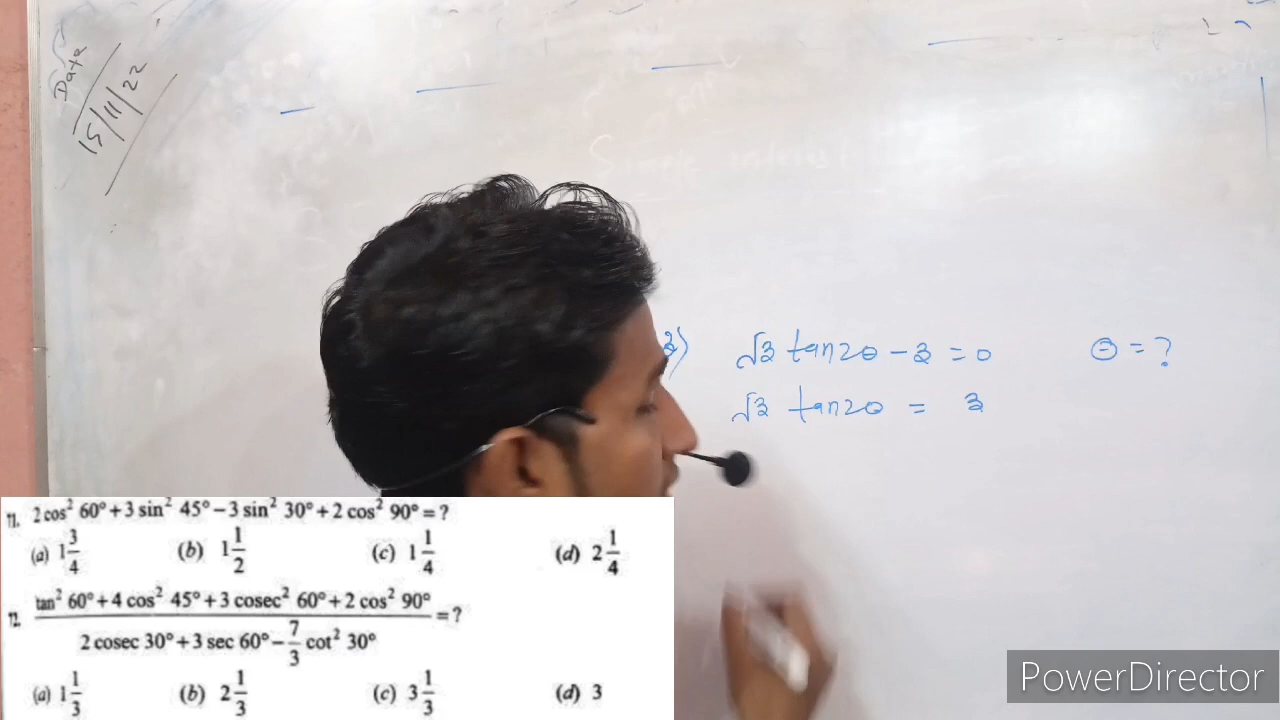 Date
15/11/22
Simple interest
3) √3 tan2θ - 3 = 0 θ = ?
√3 tan2θ = 3
71. 2 cos² 60° + 3 sin² 45° - 3 sin² 30° + 2 cos² 90° = ?
(a) 1 3/4 (b) 1 1/2 (c) 1 1/4 (d) 2 1/4
72. (tan² 60° + 4 cos² 45° + 3 cosec² 60° + 2 cos² 90°) / (2 cosec 30° + 3 sec 60° - 7/3 cot² 30°) = ?
(a) 1 1/3 (b) 2 1/3 (c) 3 1/3 (d) 3
PowerDirector